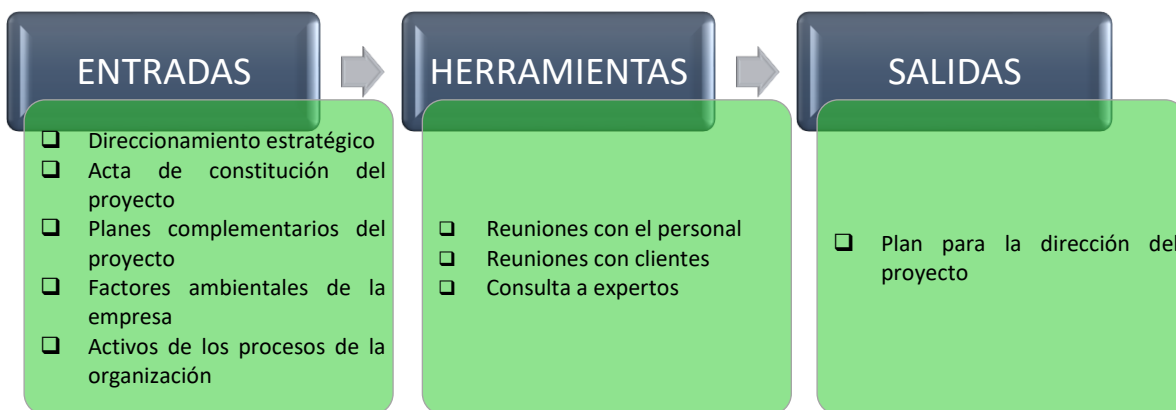 ENTRADAS
Direccionamiento estratégico
Acta de constitución del
proyecto
Planes complementarios del
proyecto
Factores ambientales de la
empresa
Activos de los procesos de la
organización
HERRAMIENTAS
Reuniones con el personal
Reuniones con clientes
Consulta a expertos
SALIDAS
Plan para la dirección del
proyecto